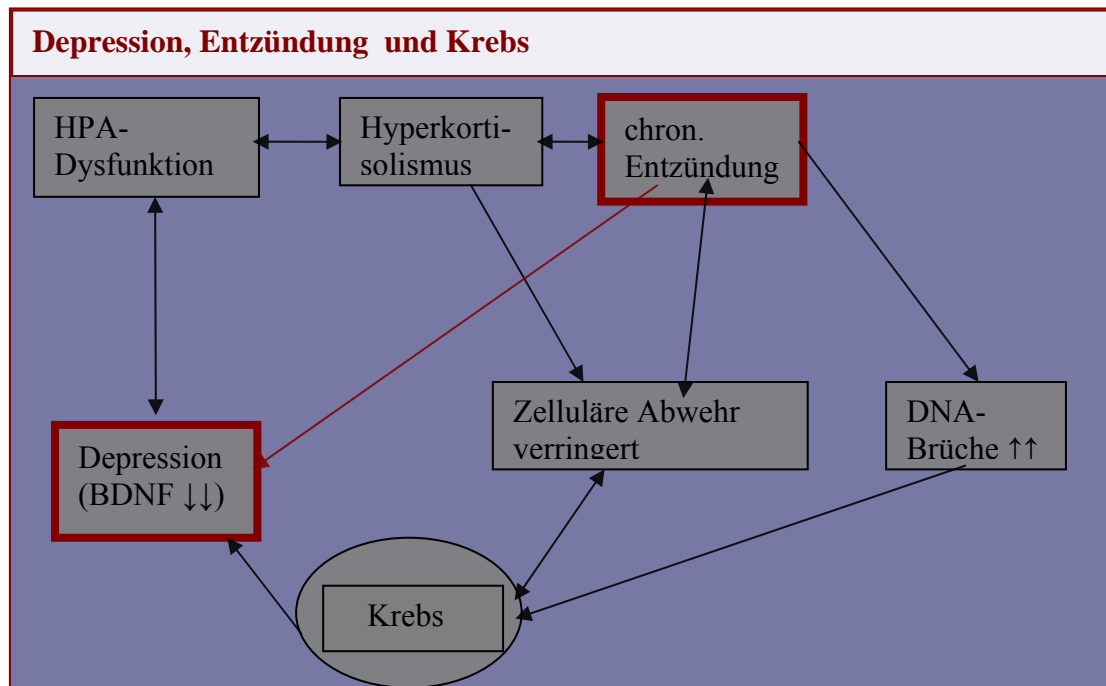 Depression, Entzündung und Krebs
HPA-
Dysfunktion
Hyperkorti-
solismus
chron.
Entzündung
Zelluläre Abwehr
verringert
DNA-
Brüche ↑↑
Depression
(BDNF ↓↓)
Krebs